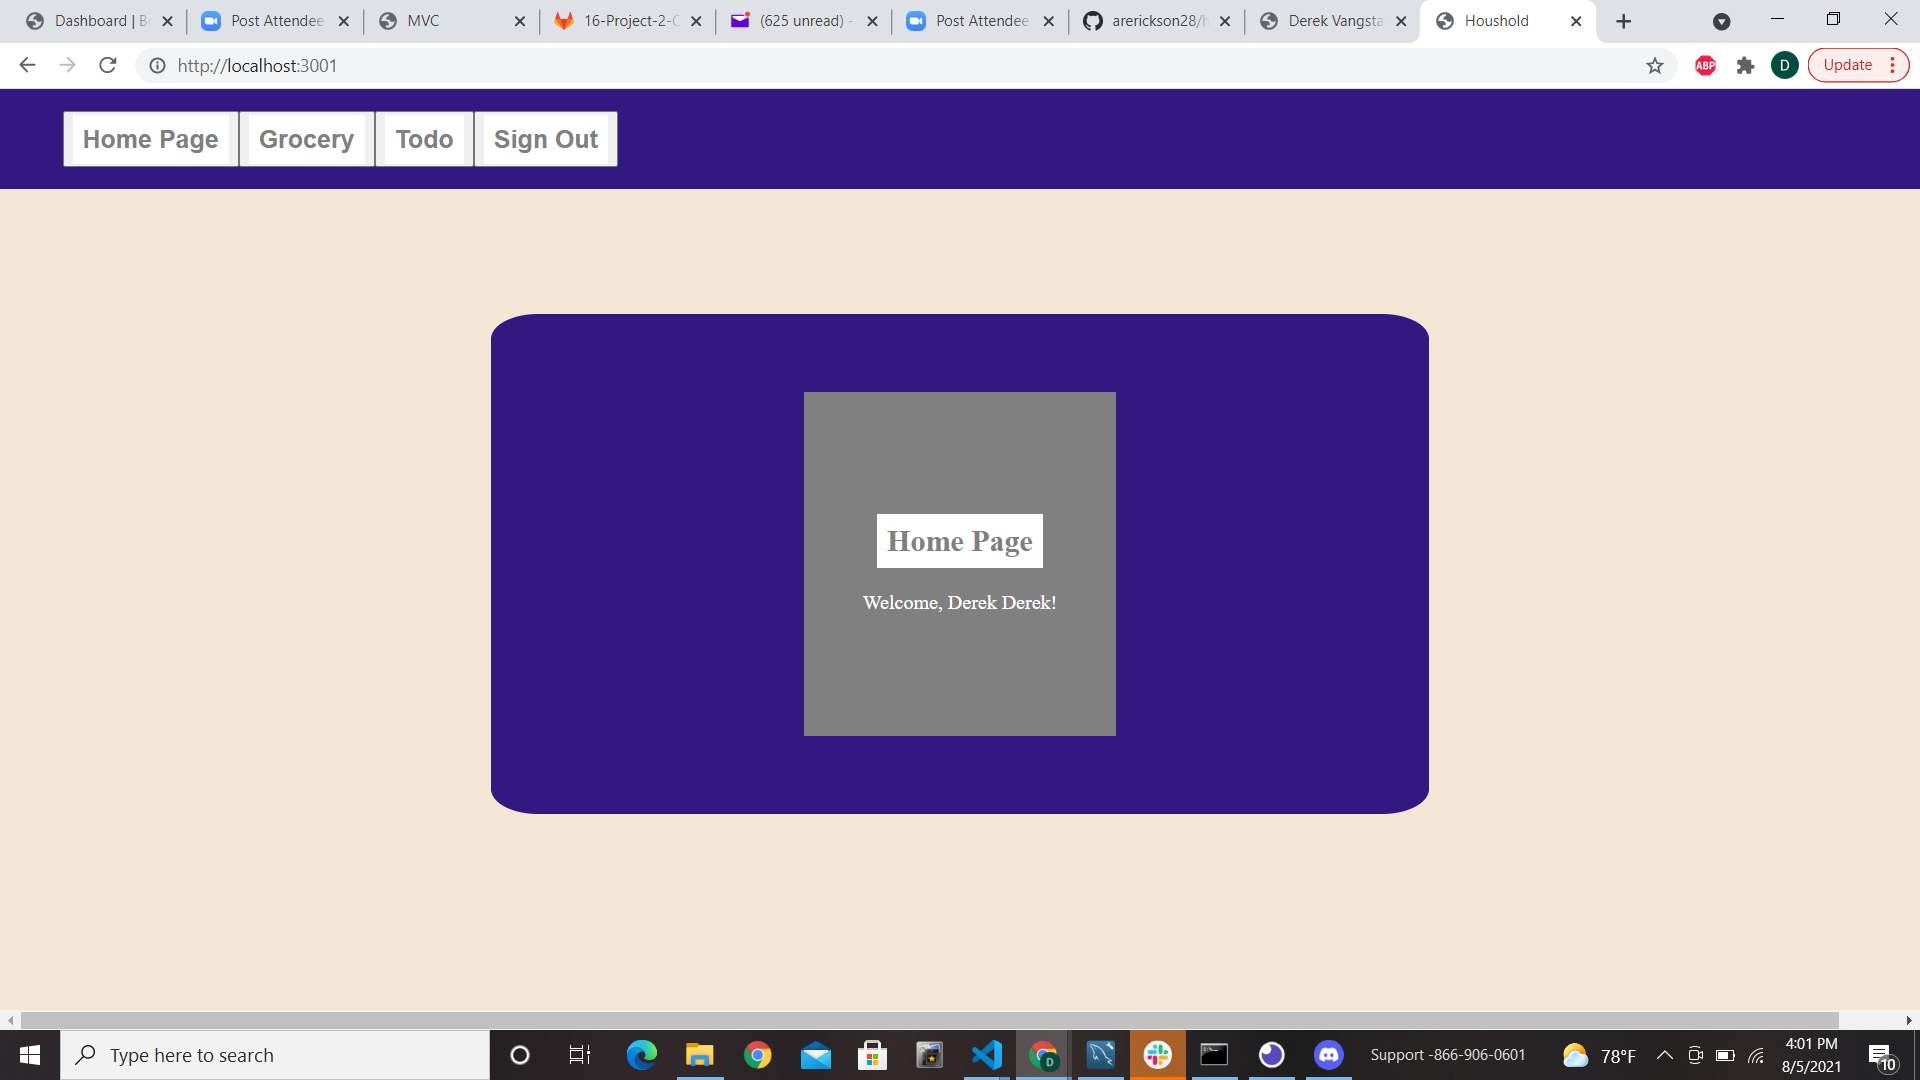 Dashboard | B
Post Attendee
MVC
16-Project-2-C
(625 unread) -
Post Attendee
arerickson28/h
Derek Vangsta
Houshold
http://localhost:3001
ABP
D
Update
Home Page
Grocery
Todo
Sign Out
Home Page
Welcome, Derek Derek!
Type here to search
D
Support -866-906-0601
78°F
4:01 PM
8/5/2021
10